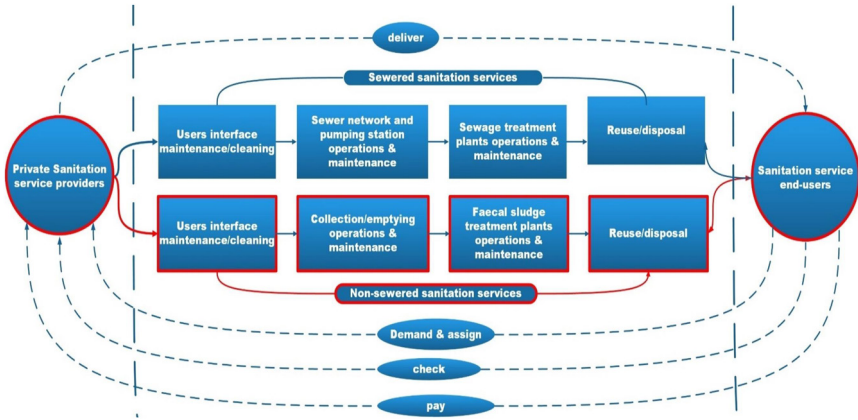 deliver
Sewered sanitation services
Users interface
maintenance/cleaning
Sewer network and
pumping station
operations &
maintenance
Sewage treatment
plants operations &
maintenance
Reuse/disposal
Private Sanitation
service providers
Sanitation service
end-users
Users interface
maintenance/cleaning
Collection/emptying
operations &
maintenance
Faecal sludge
treatment plants
operations &
maintenance
Reuse/disposal
Non-sewered sanitation services
Demand & assign
check
pay